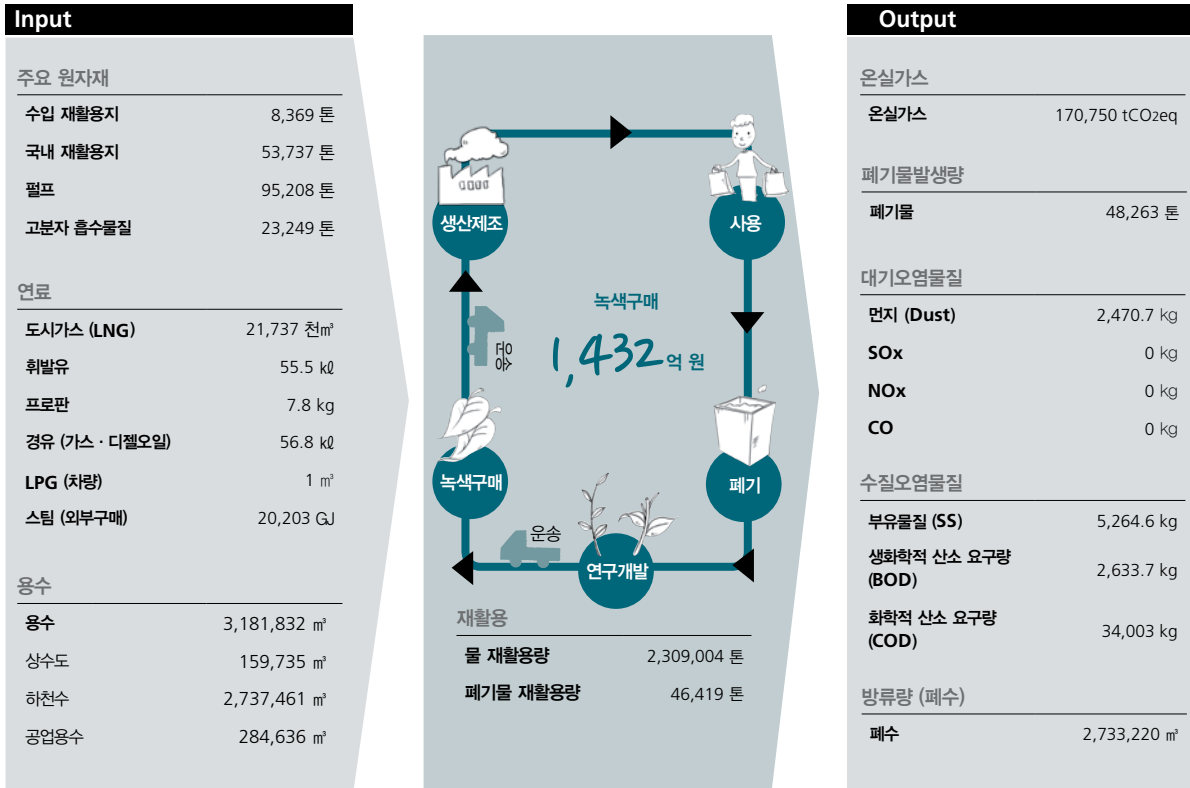 Input
주요 원자재
수입 재활용지 8,369 톤
국내 재활용지 53,737 톤
펄프 95,208 톤
고분자 흡수물질 23,249 톤
연료
도시가스 (LNG) 21,737 천㎥
휘발유 55.5 ㎘
프로판 7.8 kg
경유 (가스 · 디젤오일) 56.8 ㎘
LPG (차량) 1 ㎥
스팀 (외부구매) 20,203 GJ
용수
용수 3,181,832 ㎥
상수도 159,735 ㎥
하천수 2,737,461 ㎥
공업용수 284,636 ㎥
생산제조
사용
녹색구매
1,432 억 원
운송
녹색구매
폐기
운송
연구개발
재활용
물 재활용량 2,309,004 톤
폐기물 재활용량 46,419 톤
Output
온실가스
온실가스 170,750 tCO2eq
폐기물발생량
폐기물 48,263 톤
대기오염물질
먼지 (Dust) 2,470.7 kg
SOx 0 kg
NOx 0 kg
CO 0 kg
수질오염물질
부유물질 (SS) 5,264.6 kg
생화학적 산소 요구량
(BOD) 2,633.7 kg
화학적 산소 요구량
(COD) 34,003 kg
방류량 (폐수)
폐수 2,733,220 ㎥